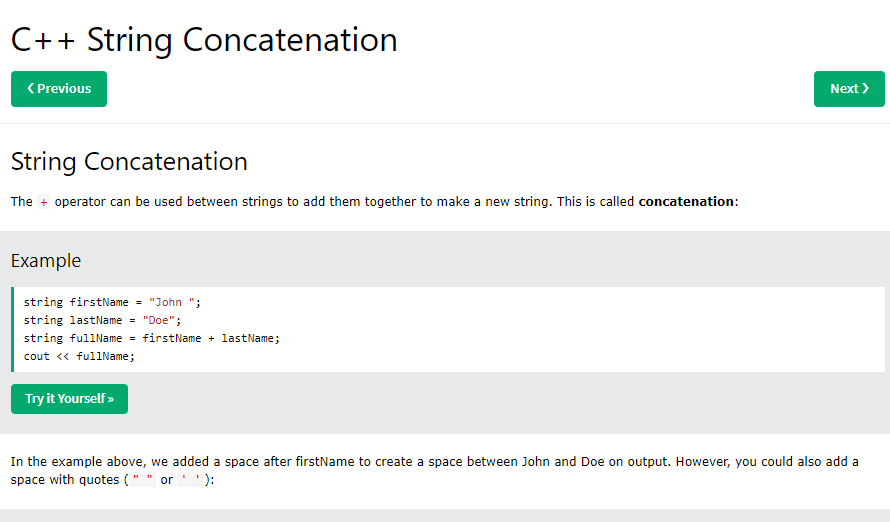 C++ String Concatenation
❮ Previous
Next ❯
String Concatenation
The + operator can be used between strings to add them together to make a new string. This is called concatenation:
Example
string firstName = "John ";
string lastName = "Doe";
string fullName = firstName + lastName;
cout << fullName;
Try it Yourself »
In the example above, we added a space after firstName to create a space between John and Doe on output. However, you could also add a
space with quotes (" " or ' '):